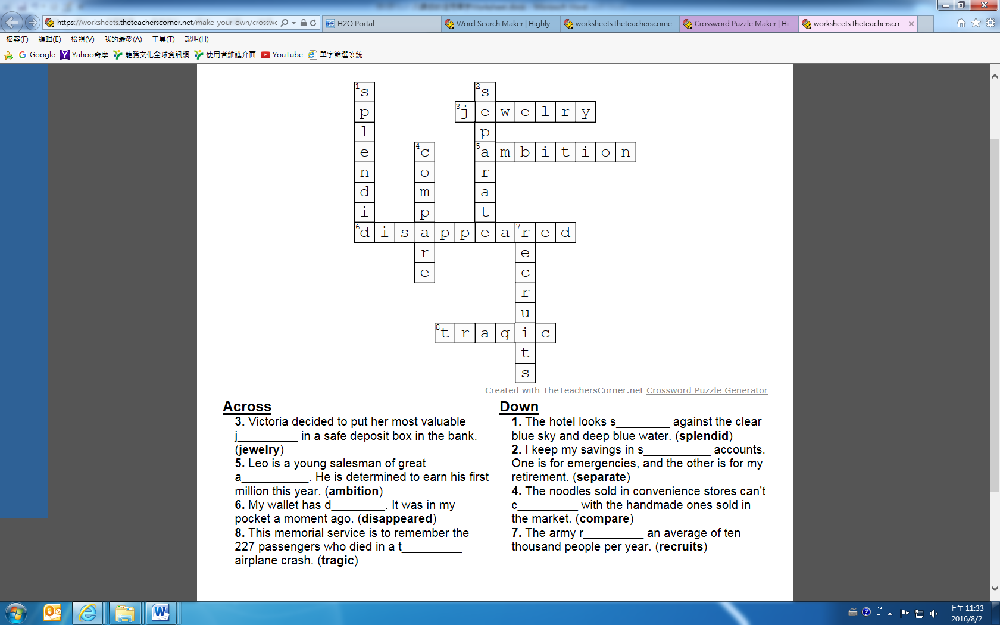 https://worksheets.theteacherscorner.net/make-your-own/crosswc
H2O Portal
Word Search Maker | Highly ...
worksheets.theteacherscorne...
Crossword Puzzle Maker | Hi...
worksheets.theteachersco...
檔案(F) 編輯(E) 檢視(V) 我的最愛(A) 工具(T) 說明(H)
Google Yahoo奇摩 龍騰文化全球資訊網 使用者維護介面 YouTube 單字篩選系統
1 s 2 s
p 3 j e w e l r y
l p
e 4 c 5 a m b i t i o n
n o r
d m a
i p t
6 d i s a p p e a 7 r e d
r e
e c
r
u
8 t r a g i c
t
s
Created with TheTeachersCorner.net Crossword Puzzle Generator
Across
3. Victoria decided to put her most valuable
j_________ in a safe deposit box in the bank.
(jewelry)
5. Leo is a young salesman of great
a__________. He is determined to earn his first
million this year. (ambition)
6. My wallet has d________. It was in my
pocket a moment ago. (disappeared)
8. This memorial service is to remember the
227 passengers who died in a t_________
airplane crash. (tragic)
Down
1. The hotel looks s________ against the clear
blue sky and deep blue water. (splendid)
2. I keep my savings in s__________ accounts.
One is for emergencies, and the other is for my
retirement. (separate)
4. The noodles sold in convenience stores can’t
c_________ with the handmade ones sold in
the market. (compare)
7. The army r_________ an average of ten
thousand people per year. (recruits)
上午 11:33
2016/8/2